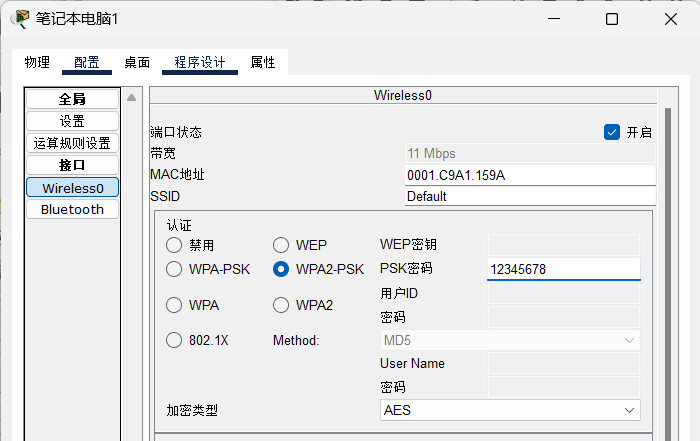 笔记本电脑1
物理 配置 桌面 程序设计 属性
全局
设置
运算规则设置
接口
Wireless0
Bluetooth
Wireless0
端口状态 开启
带宽 11 Mbps
MAC地址 0001.C9A1.159A
SSID Default
认证
禁用 WEP WEP密钥
WPA-PSK WPA2-PSK PSK密码 12345678
用户ID
WPA WPA2
密码
802.1X Method: MD5
User Name
密码
加密类型 AES